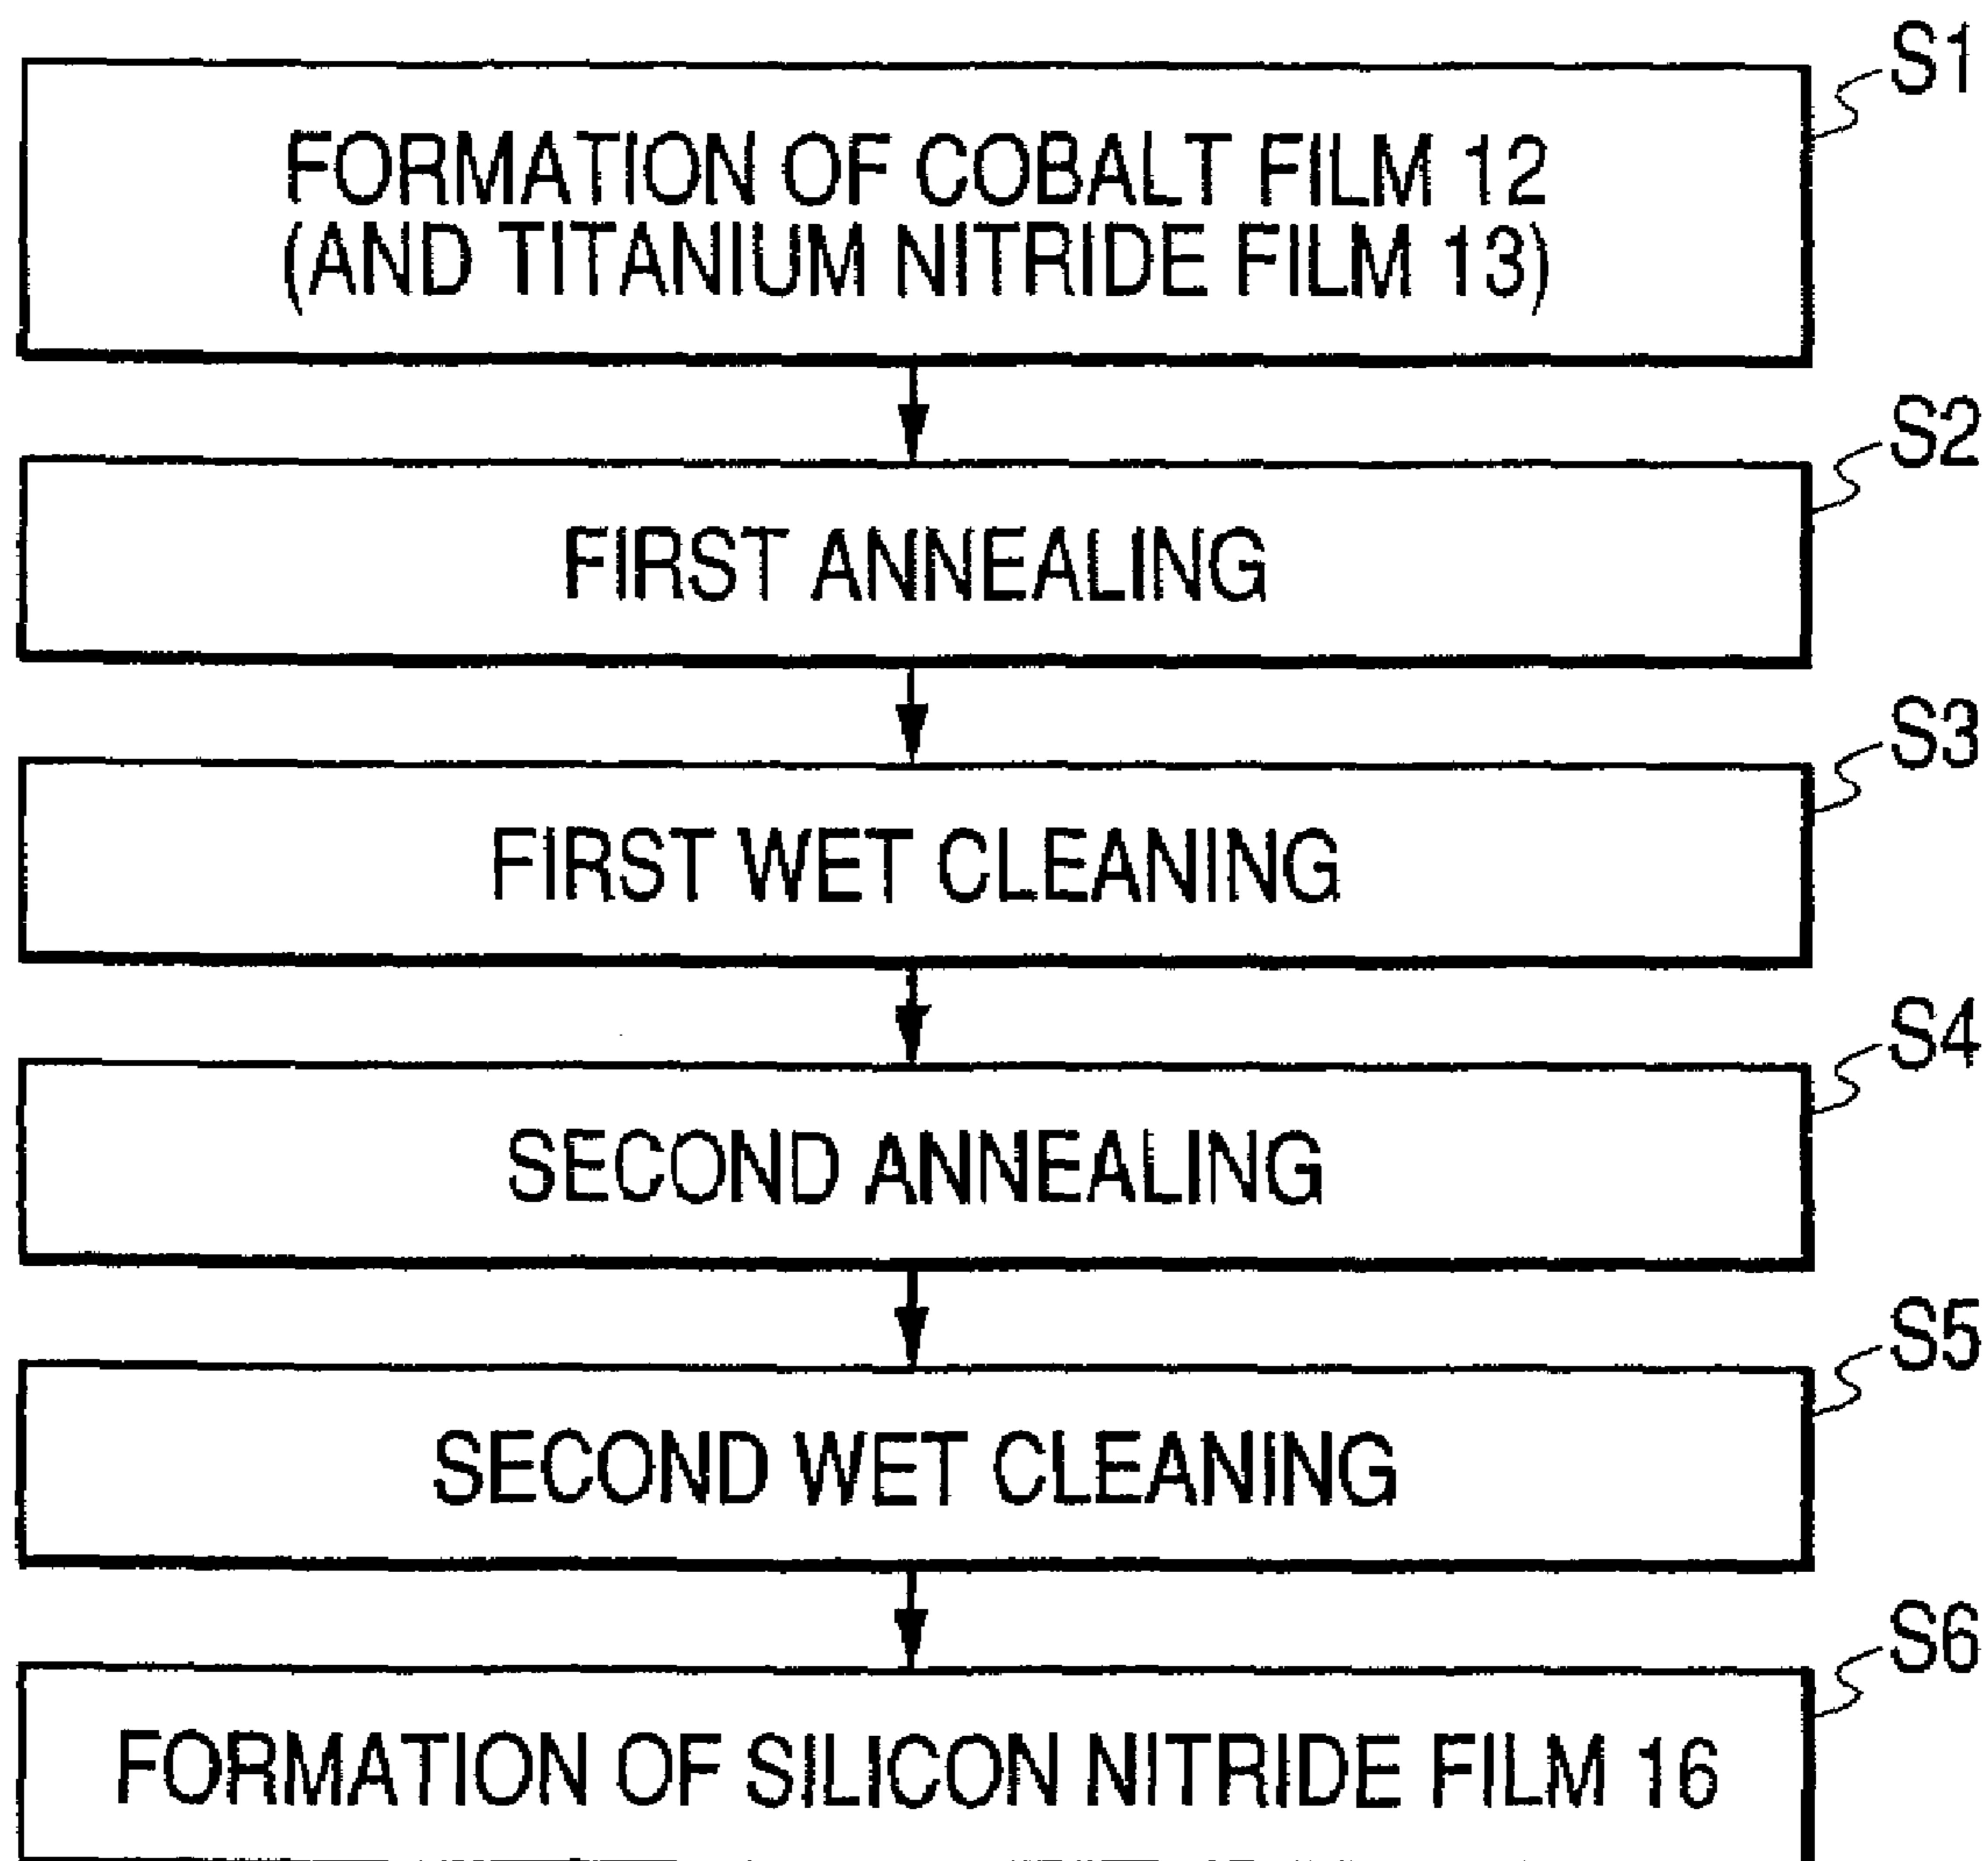 S1
FORMATION OF COBALT FILM 12
(AND TITANIUM NITRIDE FILM 13)
S2
FIRST ANNEALING
S3
FIRST WET CLEANING
S4
SECOND ANNEALING
S5
SECOND WET CLEANING
S6
FORMATION OF SILICON NITRIDE FILM 16